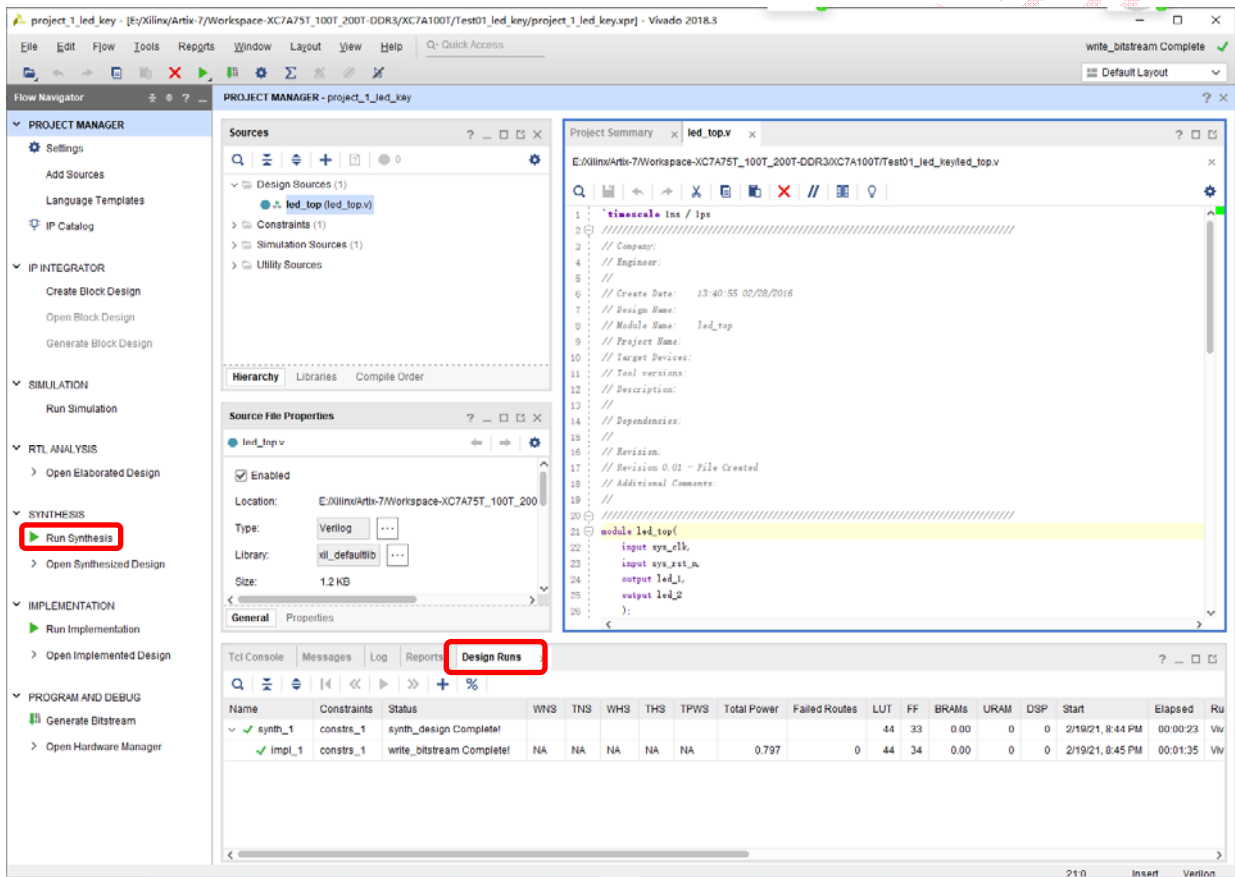 project_1_led_key - [E:/Xilinx/Artix-7/Workspace-XC7A75T_100T_200T-DDR3/XC7A100T/Test01_led_key/project_1_led_key.xpr] - Vivado 2018.3
File Edit Flow Tools Reports Window Layout View Help Q- Quick Access
write_bitstream Complete
Default Layout
Flow Navigator
PROJECT MANAGER
Settings
Add Sources
Language Templates
IP Catalog
IP INTEGRATOR
Create Block Design
Open Block Design
Generate Block Design
SIMULATION
Run Simulation
RTL ANALYSIS
Open Elaborated Design
SYNTHESIS
Run Synthesis
Open Synthesized Design
IMPLEMENTATION
Run Implementation
Open Implemented Design
PROGRAM AND DEBUG
Generate Bitstream
Open Hardware Manager
PROJECT MANAGER - project_1_led_key
Sources
0
Design Sources (1)
led_top (led_top.v)
Constraints (1)
Simulation Sources (1)
Utility Sources
Hierarchy Libraries Compile Order
Source File Properties
led_top.v
Enabled
Location: E:/Xilinx/Artix-7/Workspace-XC7A75T_100T_200
Type: Verilog
Library: xil_defaultlib
Size: 1.2 KB
General Properties
Project Summary led_top.v
E:/Xilinx/Artix-7/Workspace-XC7A75T_100T_200T-DDR3/XC7A100T/Test01_led_key/led_top.v
1 `timescale 1ns / 1ps
2 //////////////////////////////////////////////////////////////////////////////////
3 // Company:
4 // Engineer:
5 //
6 // Create Date: 13:40:55 02/28/2016
7 // Design Name:
8 // Module Name: led_top
9 // Project Name:
10 // Target Devices:
11 // Tool versions:
12 // Description:
13 //
14 // Dependencies:
15 //
16 // Revision:
17 // Revision 0.01 - File Created
18 // Additional Comments:
19 //
20 //////////////////////////////////////////////////////////////////////////////////
21 module led_top(
22 input sys_clk,
23 input sys_rst_n,
24 output led_1,
25 output led_2
26 );
Tcl Console Messages Log Reports Design Runs
Name Constraints Status WNS TNS WHS THS TPWS Total Power Failed Routes LUT FF BRAMs URAM DSP Start Elapsed Ru
synth_1 constrs_1 synth_design Complete! 44 33 0.00 0 0 2/19/21, 8:44 PM 00:00:23 Viv
impl_1 constrs_1 write_bitstream Complete! NA NA NA NA NA 0.797 0 44 34 0.00 0 0 2/19/21, 8:45 PM 00:01:35 Viv
21:0 Insert Verilog